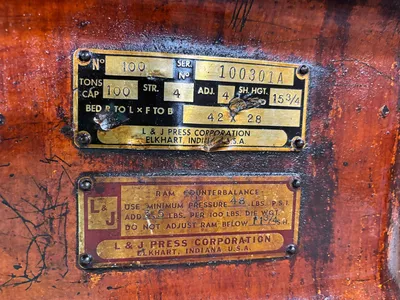 Nº 100 SER. Nº 100301A
TONS CAP. 100 STR. 4 ADJ. 4 SH. HGT. 15 3/4
BED R TO L × F TO B 42 X 28
L & J PRESS CORPORATION
ELKHART, INDIANA U.S.A.
L & J
RAM COUNTERBALANCE
USE MINIMUM PRESSURE LBS. P.S.I.
ADD LBS. PER 100 LBS. DIE WGT.
DO NOT ADJUST RAM BELOW S.H.
L & J PRESS CORPORATION
ELKHART, INDIANA U.S.A.